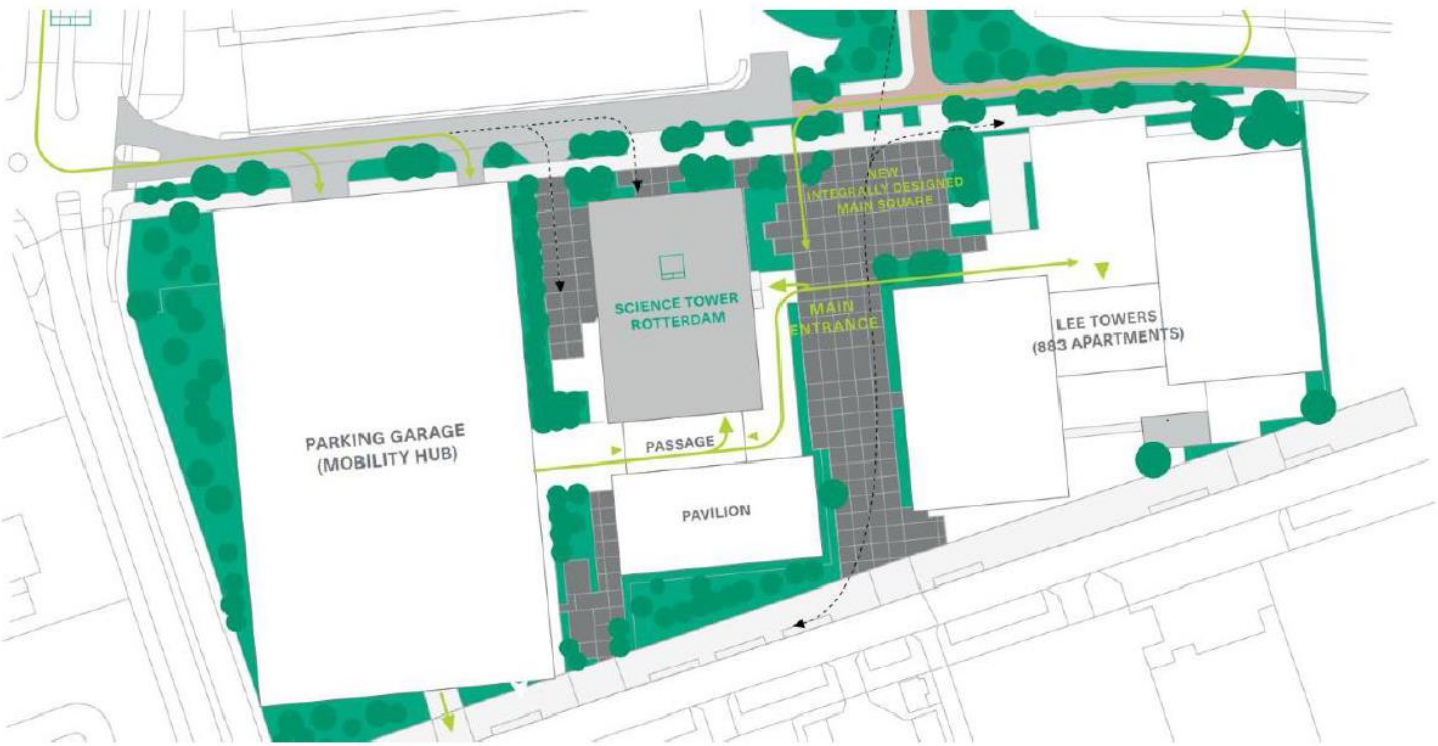 NEW
INTEGRALLY DESIGNED
MAIN SQUARE
SCIENCE TOWER
ROTTERDAM
MAIN
ENTRANCE
LEE TOWERS
(883 APARTMENTS)
PARKING GARAGE
(MOBILITY HUB)
PASSAGE
PAVILION